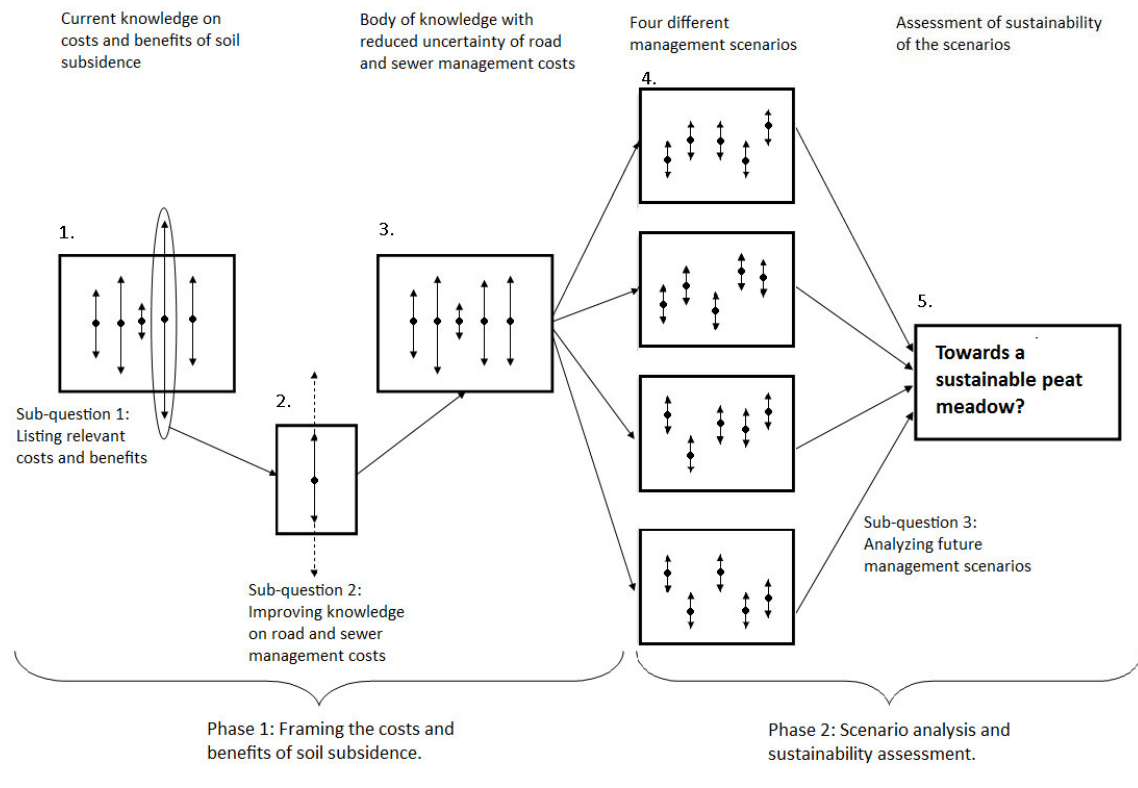 Current knowledge on
costs and benefits of soil
subsidence
Body of knowledge with
reduced uncertainty of road
and sewer management costs
Four different
management scenarios
Assessment of sustainability
of the scenarios
1.
2.
3.
4.
5.
Sub-question 1:
Listing relevant
costs and benefits
Sub-question 2:
Improving knowledge
on road and sewer
management costs
Towards a
sustainable peat
meadow?
Sub-question 3:
Analyzing future
management scenarios
Phase 1: Framing the costs and
benefits of soil subsidence.
Phase 2: Scenario analysis and
sustainability assessment.